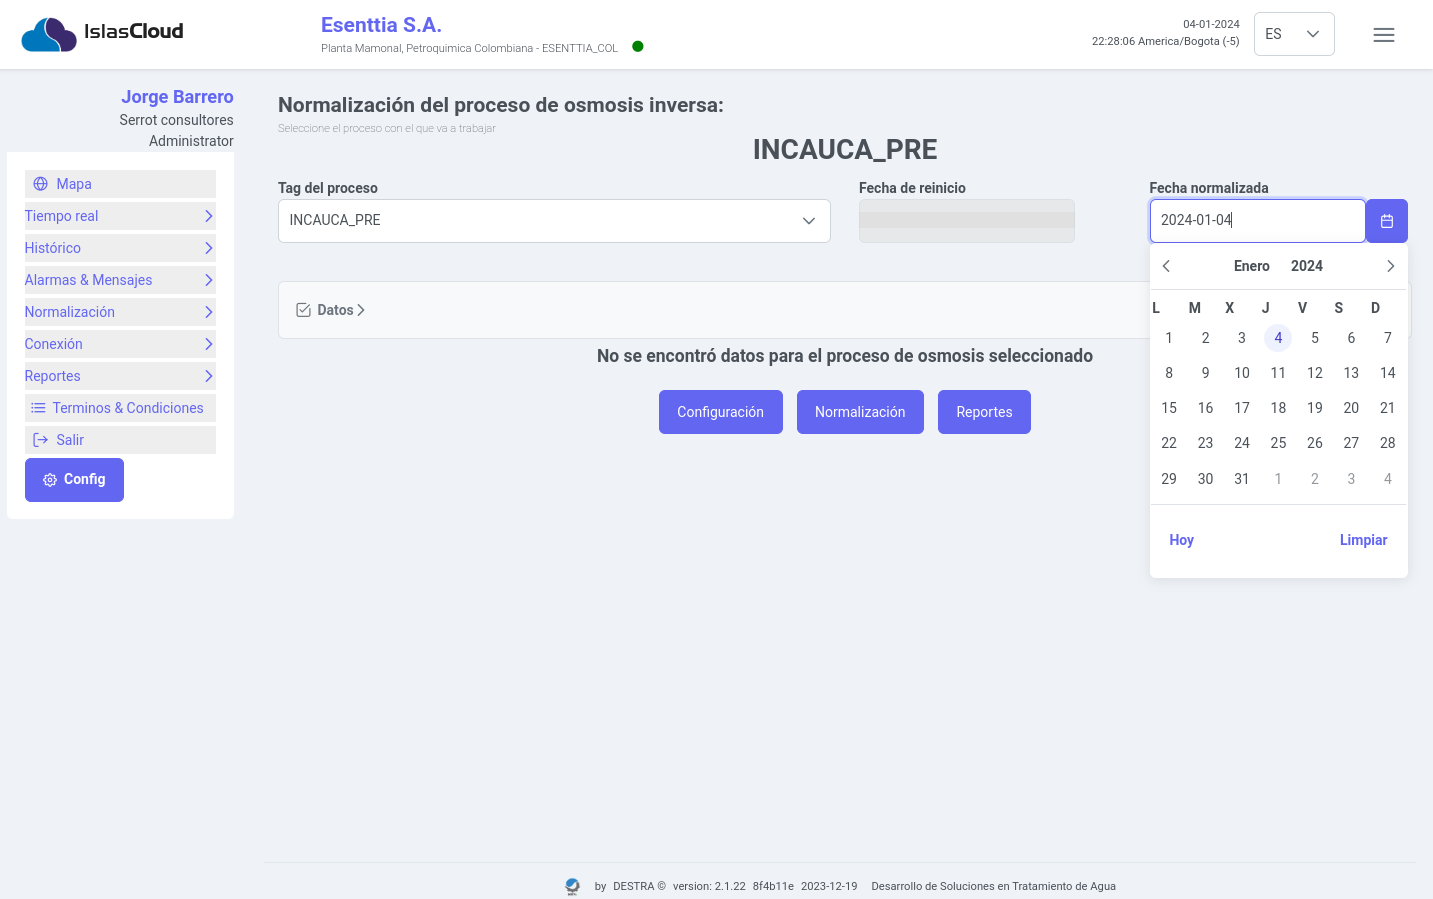 IslasCloud
Esenttia S.A.
Planta Mamonal, Petroquimica Colombiana - ESENTTIA_COL
04-01-2024
22:28:06 America/Bogota (-5)
ES
Jorge Barrero
Serrot consultores
Administrator
Mapa
Tiempo real
Histórico
Alarmas & Mensajes
Normalización
Conexión
Reportes
Terminos & Condiciones
Salir
Config
Normalización del proceso de osmosis inversa:
Seleccione el proceso con el que va a trabajar
INCAUCA_PRE
Tag del proceso
INCAUCA_PRE
Fecha de reinicio
Fecha normalizada
2024-01-04
Enero 2024
L M X J V S D
1 2 3 4 5 6 7
8 9 10 11 12 13 14
15 16 17 18 19 20 21
22 23 24 25 26 27 28
29 30 31 1 2 3 4
Hoy Limpiar
Datos
No se encontró datos para el proceso de osmosis seleccionado
Configuración Normalización Reportes
by DESTRA © version: 2.1.22 8f4b11e 2023-12-19 Desarrollo de Soluciones en Tratamiento de Agua